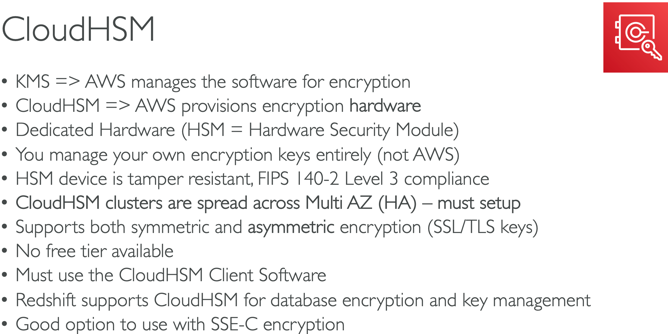 CloudHSM
• KMS => AWS manages the software for encryption
• CloudHSM => AWS provisions encryption hardware
• Dedicated Hardware (HSM = Hardware Security Module)
• You manage your own encryption keys entirely (not AWS)
• HSM device is tamper resistant, FIPS 140-2 Level 3 compliance
• CloudHSM clusters are spread across Multi AZ (HA) – must setup
• Supports both symmetric and asymmetric encryption (SSL/TLS keys)
• No free tier available
• Must use the CloudHSM Client Software
• Redshift supports CloudHSM for database encryption and key management
• Good option to use with SSE-C encryption